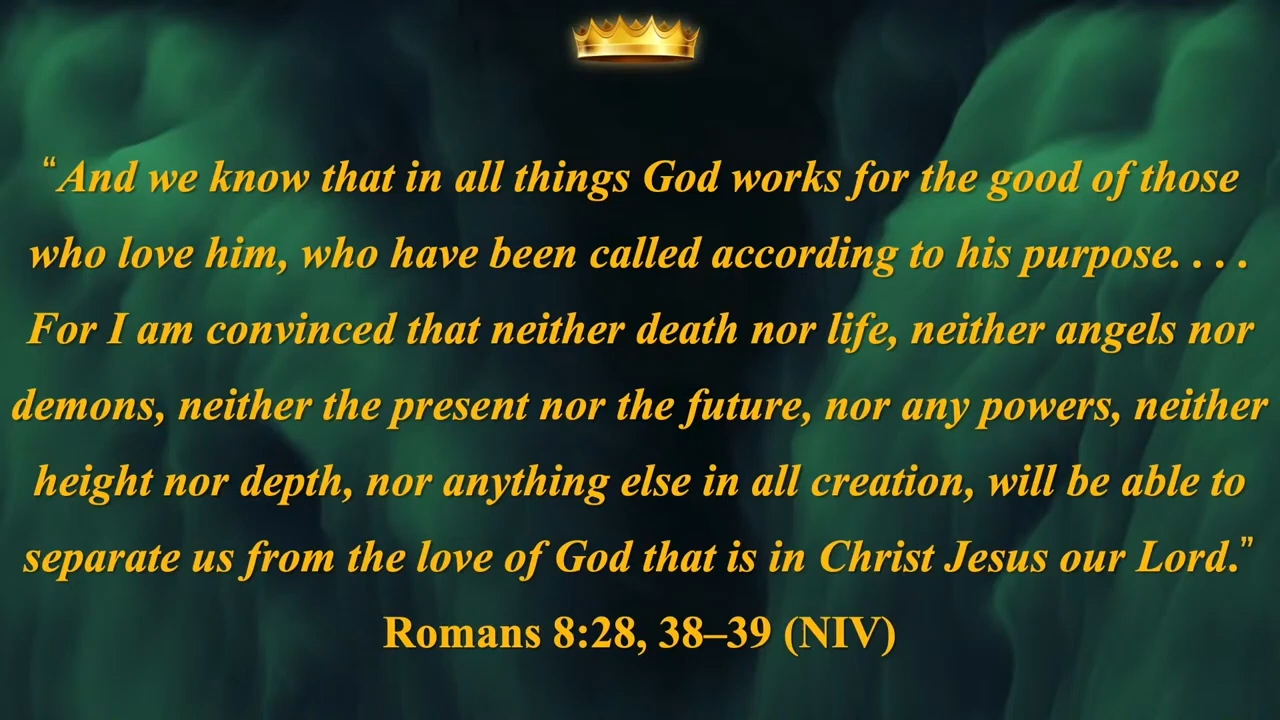 “And we know that in all things God works for the good of those
who love him, who have been called according to his purpose. . . .
For I am convinced that neither death nor life, neither angels nor
demons, neither the present nor the future, nor any powers, neither
height nor depth, nor anything else in all creation, will be able to
separate us from the love of God that is in Christ Jesus our Lord.”
Romans 8:28, 38–39 (NIV)